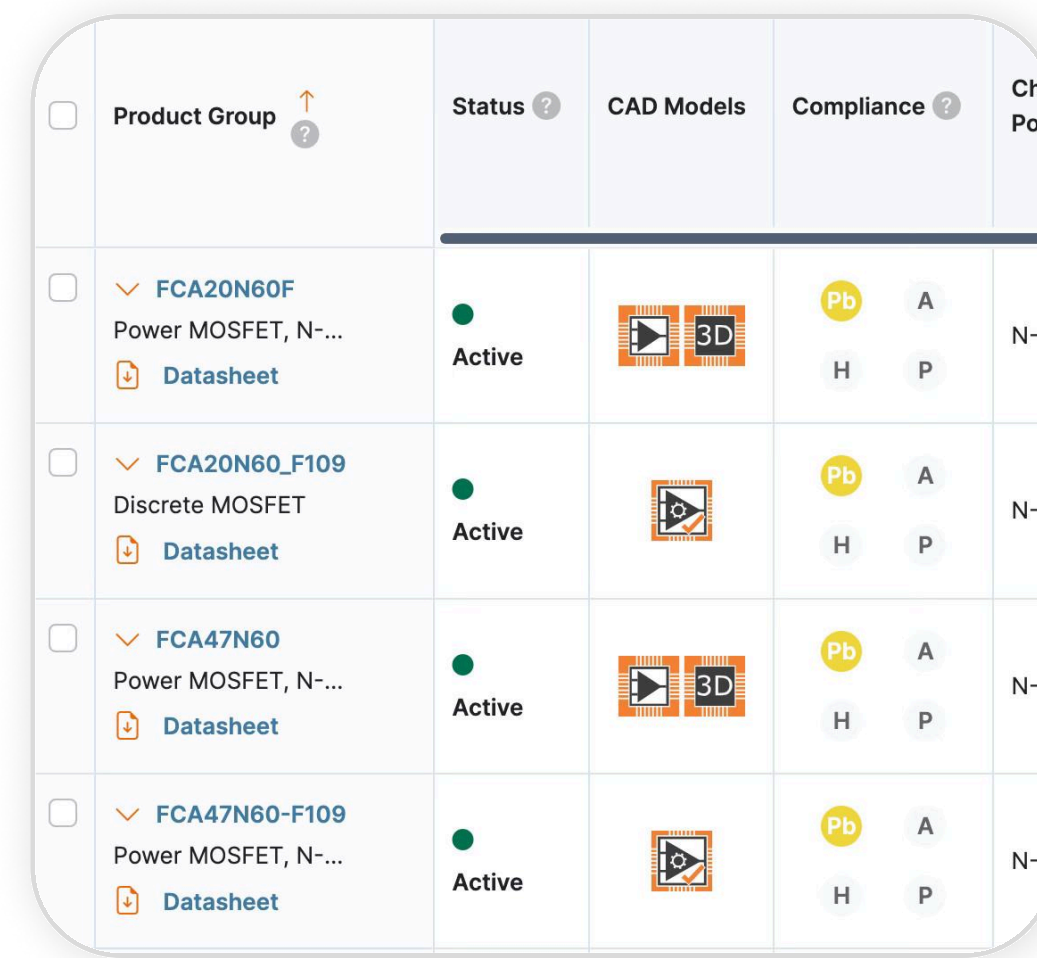 Product Group ↑ ?
Status ?
CAD Models
Compliance ?
Ch
Po
FCA20N60F
Power MOSFET, N-...
Datasheet
Active
3D
Pb A
H P
N-
FCA20N60_F109
Discrete MOSFET
Datasheet
Active
Pb A
H P
N-
FCA47N60
Power MOSFET, N-...
Datasheet
Active
3D
Pb A
H P
N-
FCA47N60-F109
Power MOSFET, N-...
Datasheet
Active
Pb A
H P
N-